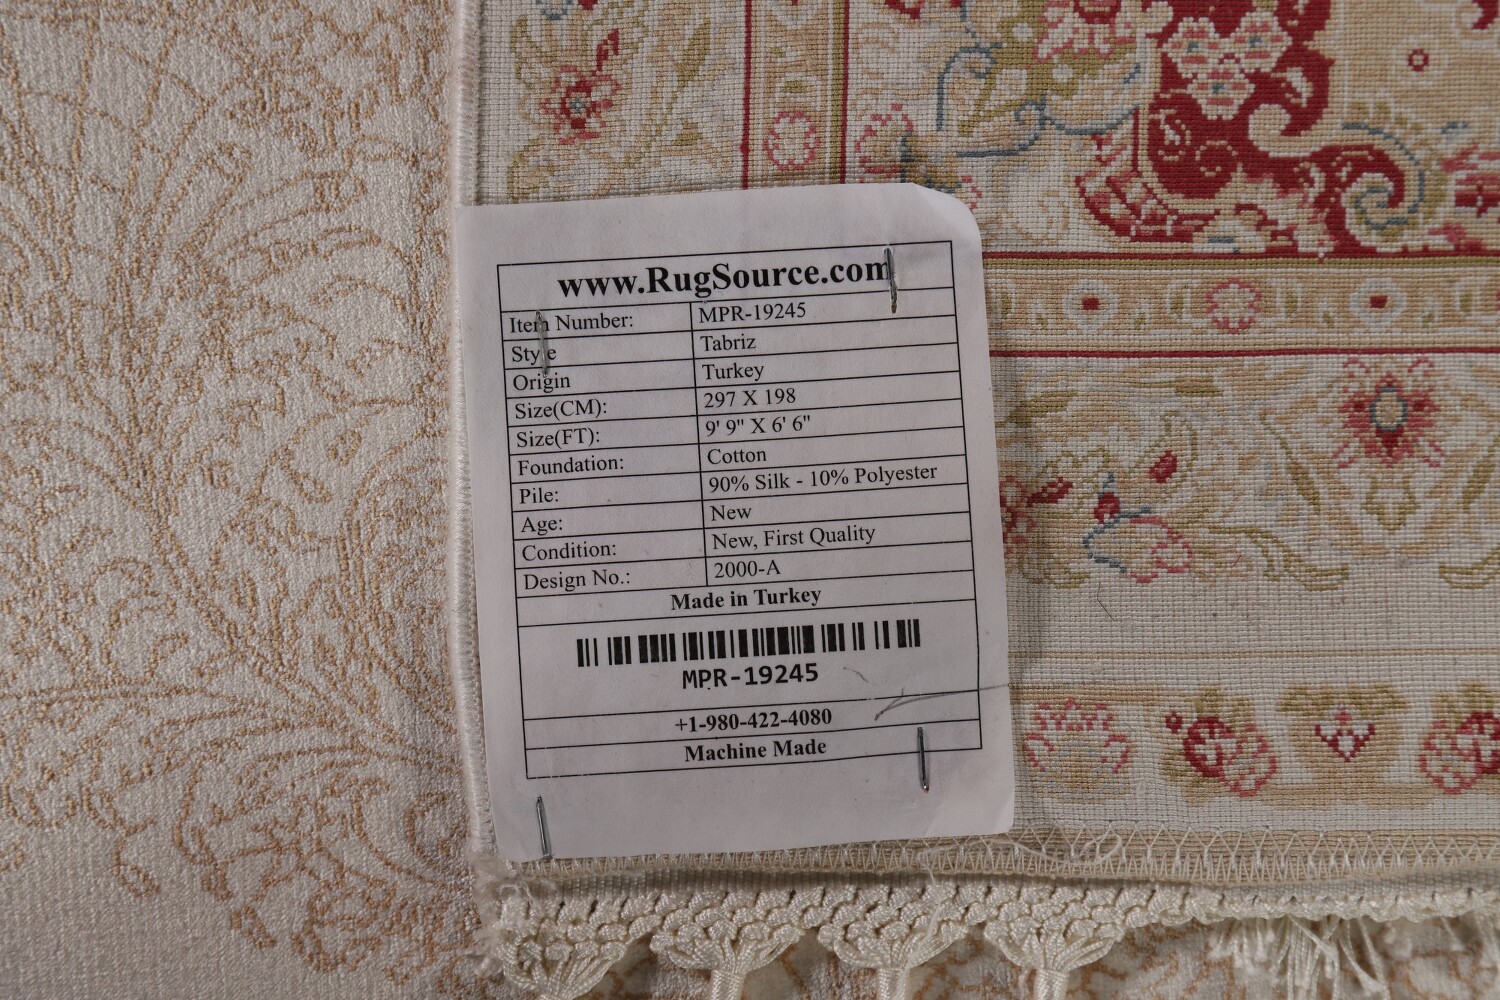 www.RugSource.com
Item Number: MPR-19245
Style Tabriz
Origin Turkey
Size(CM): 297 X 198
Size(FT): 9' 9" X 6' 6"
Foundation: Cotton
Pile: 90% Silk - 10% Polyester
Age: New
Condition: New, First Quality
Design No.: 2000-A
Made in Turkey
MPR-19245
+1-980-422-4080
Machine Made